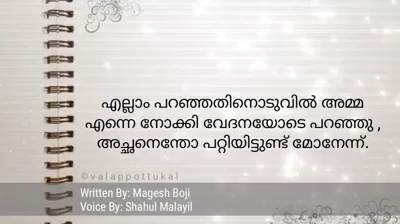 എല്ലാം പറഞ്ഞതിനൊടുവിൽ അമ്മ
എന്നെ നോക്കി വേദനയോടെ പറഞ്ഞു ,
അച്ഛനെന്തോ പറ്റിയിട്ടുണ്ട് മോനേന്ന്.
©valappottukal
Written By: Magesh Boji
Voice By: Shahul Malayil